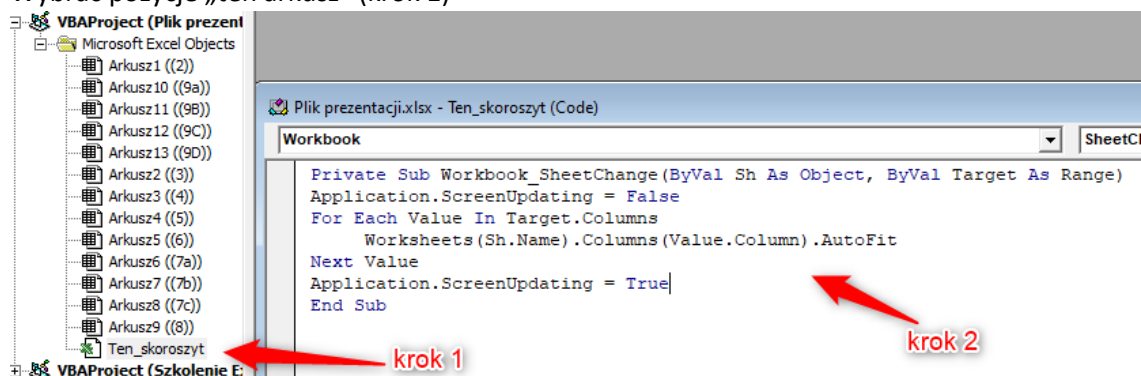 VBAProject (Plik prezent
Microsoft Excel Objects
Arkusz1 ((2))
Arkusz10 ((9a))
Arkusz11 ((9B))
Arkusz12 ((9C))
Arkusz13 ((9D))
Arkusz2 ((3))
Arkusz3 ((4))
Arkusz4 ((5))
Arkusz5 ((6))
Arkusz6 ((7a))
Arkusz7 ((7b))
Arkusz8 ((7c))
Arkusz9 ((8))
Ten_skoroszyt
VBAProject (Szkolenie E
krok 1
Plik prezentacji.xlsx - Ten_skoroszyt (Code)
Workbook
SheetCl
Private Sub Workbook_SheetChange(ByVal Sh As Object, ByVal Target As Range)
Application.ScreenUpdating = False
For Each Value In Target.Columns
Worksheets(Sh.Name).Columns(Value.Column).AutoFit
Next Value
Application.ScreenUpdating = True
End Sub
krok 2